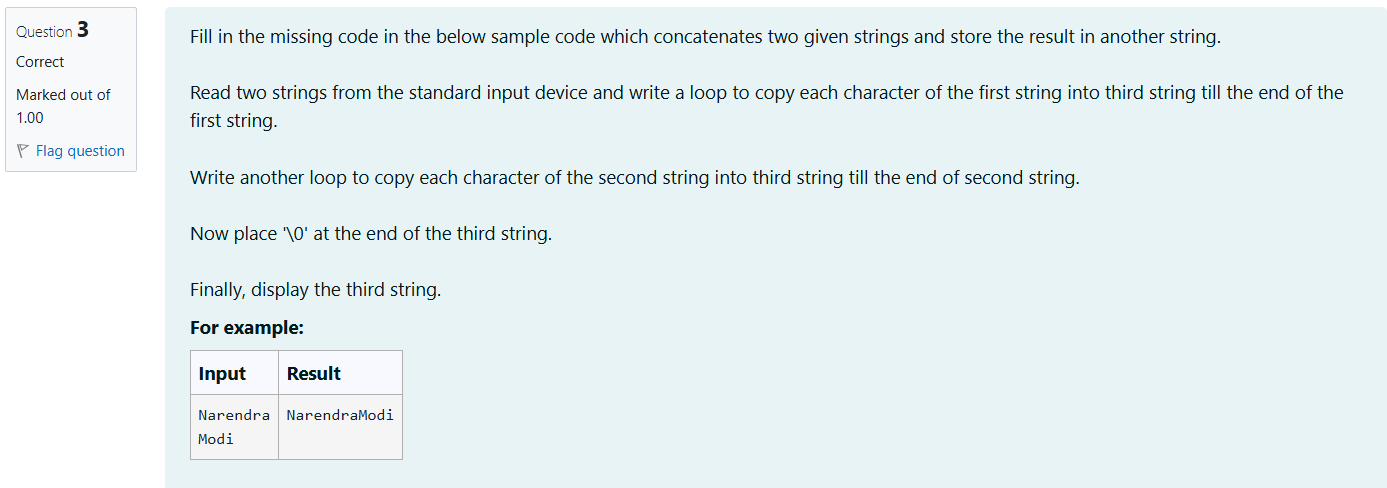 Question 3
Correct
Marked out of
1.00
Flag question
Fill in the missing code in the below sample code which concatenates two given strings and store the result in another string.
Read two strings from the standard input device and write a loop to copy each character of the first string into third string till the end of the
first string.
Write another loop to copy each character of the second string into third string till the end of second string.
Now place '\0' at the end of the third string.
Finally, display the third string.
For example:
Input Result
Narendra NarendraModi
Modi